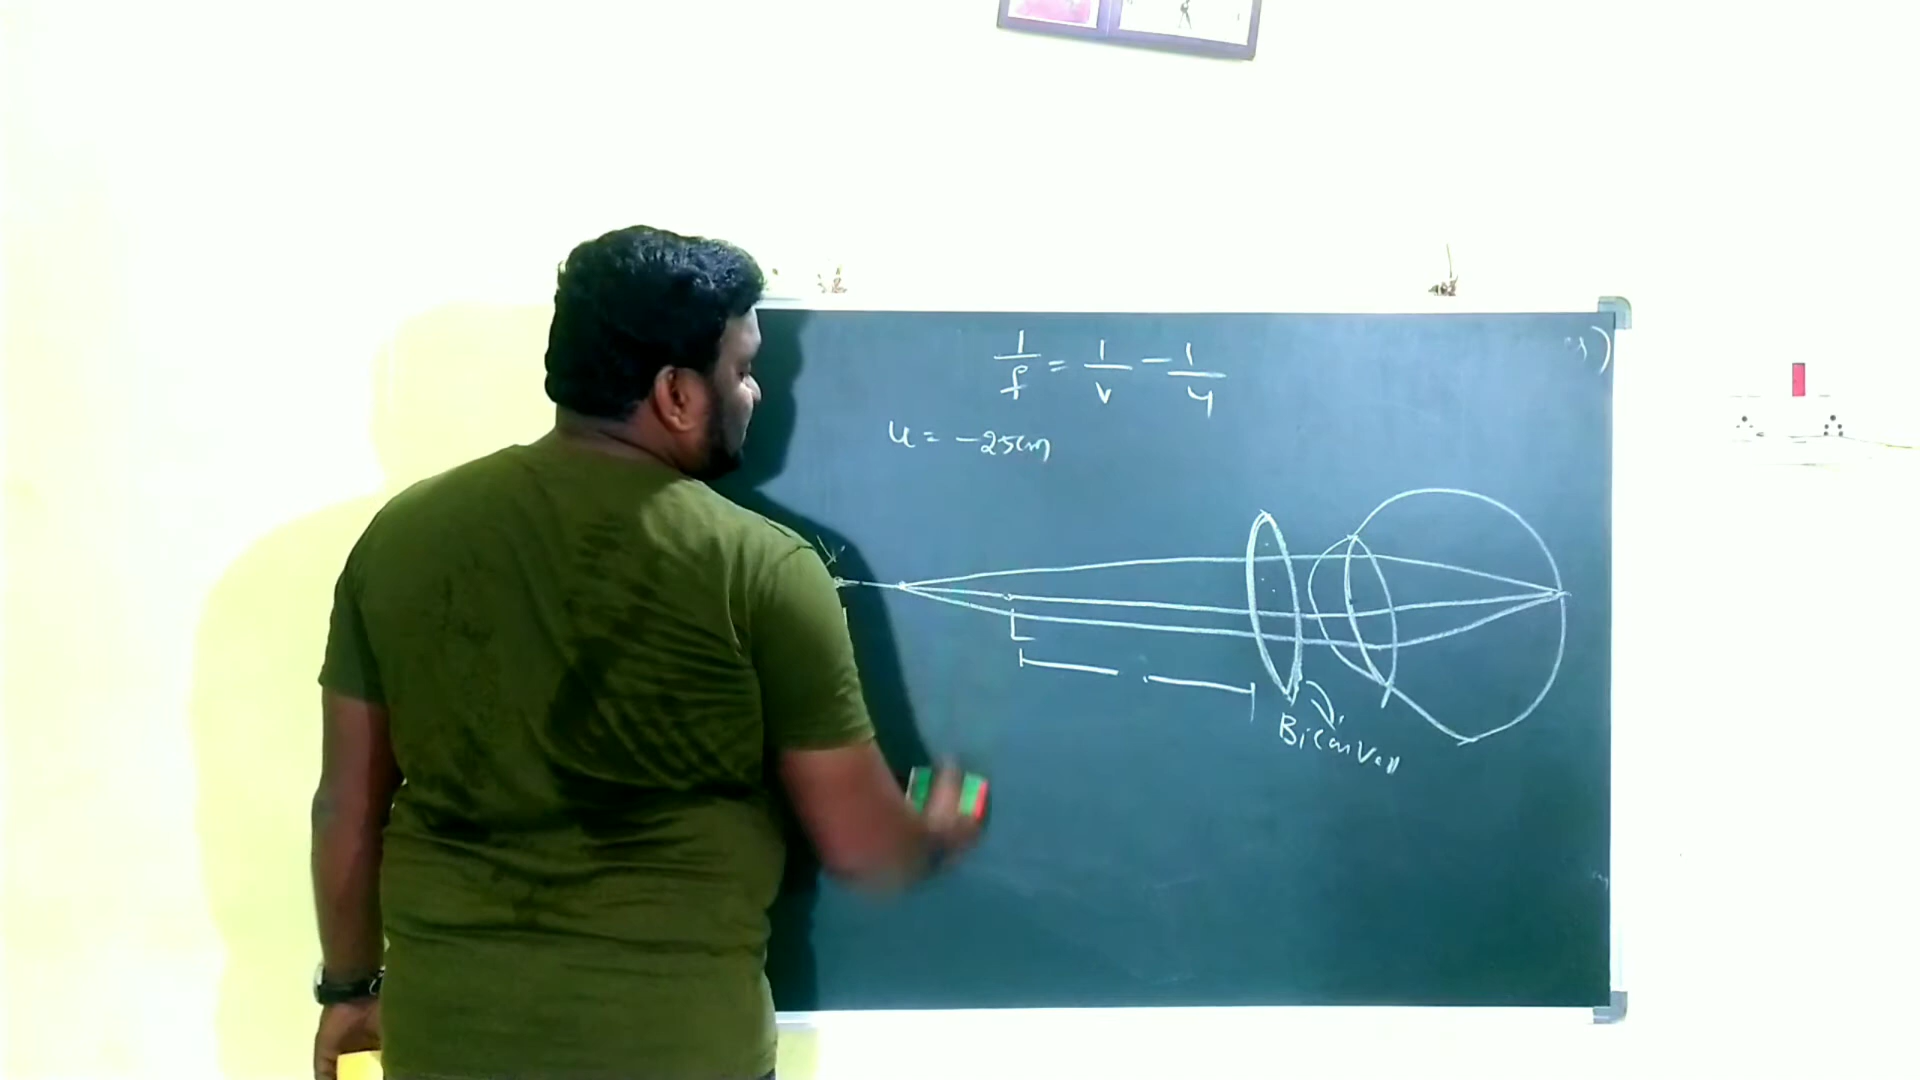 1/f = 1/v - 1/u
u = -25cm
Biconvex